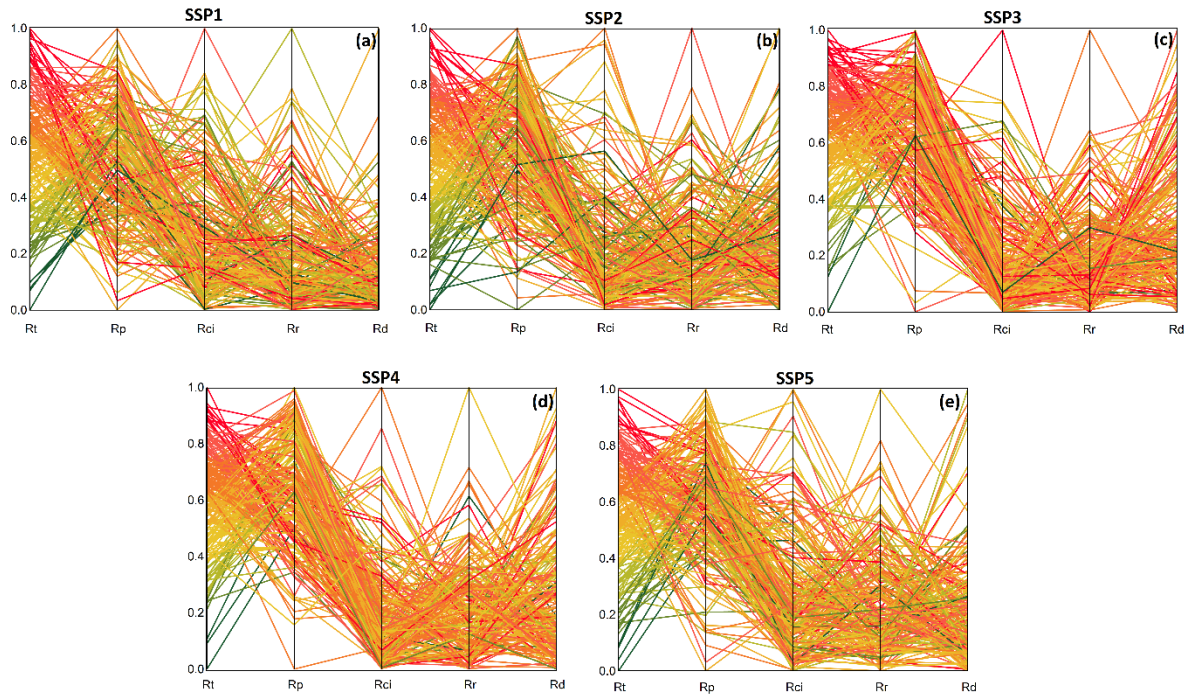 SSP1 SSP2 SSP3
(a) (b) (c)
1.0 1.0 1.0
0.8 0.8 0.8
0.6 0.6 0.6
0.4 0.4 0.4
0.2 0.2 0.2
0.0 0.0 0.0
Rt Rp Rci Rr Rd Rt Rp Rci Rr Rd Rt Rp Rci Rr Rd
SSP4 SSP5
(d) (e)
1.0 1.0
0.8 0.8
0.6 0.6
0.4 0.4
0.2 0.2
0.0 0.0
Rt Rp Rci Rr Rd Rt Rp Rci Rr Rd